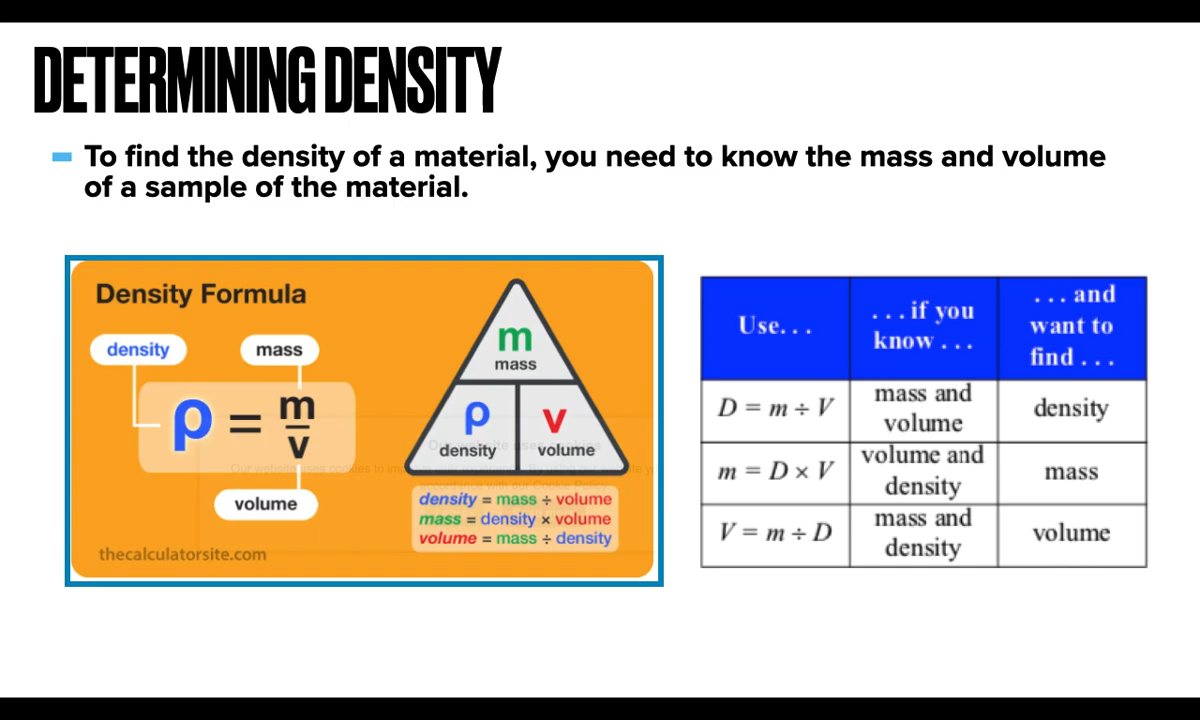 DETERMINING DENSITY
To find the density of a material, you need to know the mass and volume
of a sample of the material.
Density Formula
density
mass
ρ = m
v
volume
thecalculatorsite.com
m
mass
ρ
density
v
volume
density = mass ÷ volume
mass = density × volume
volume = mass ÷ density
Use. . .
. . . if you
know . . .
. . . and
want to
find . . .
D = m ÷ V
mass and
volume
density
m = D × V
volume and
density
mass
V = m ÷ D
mass and
density
volume